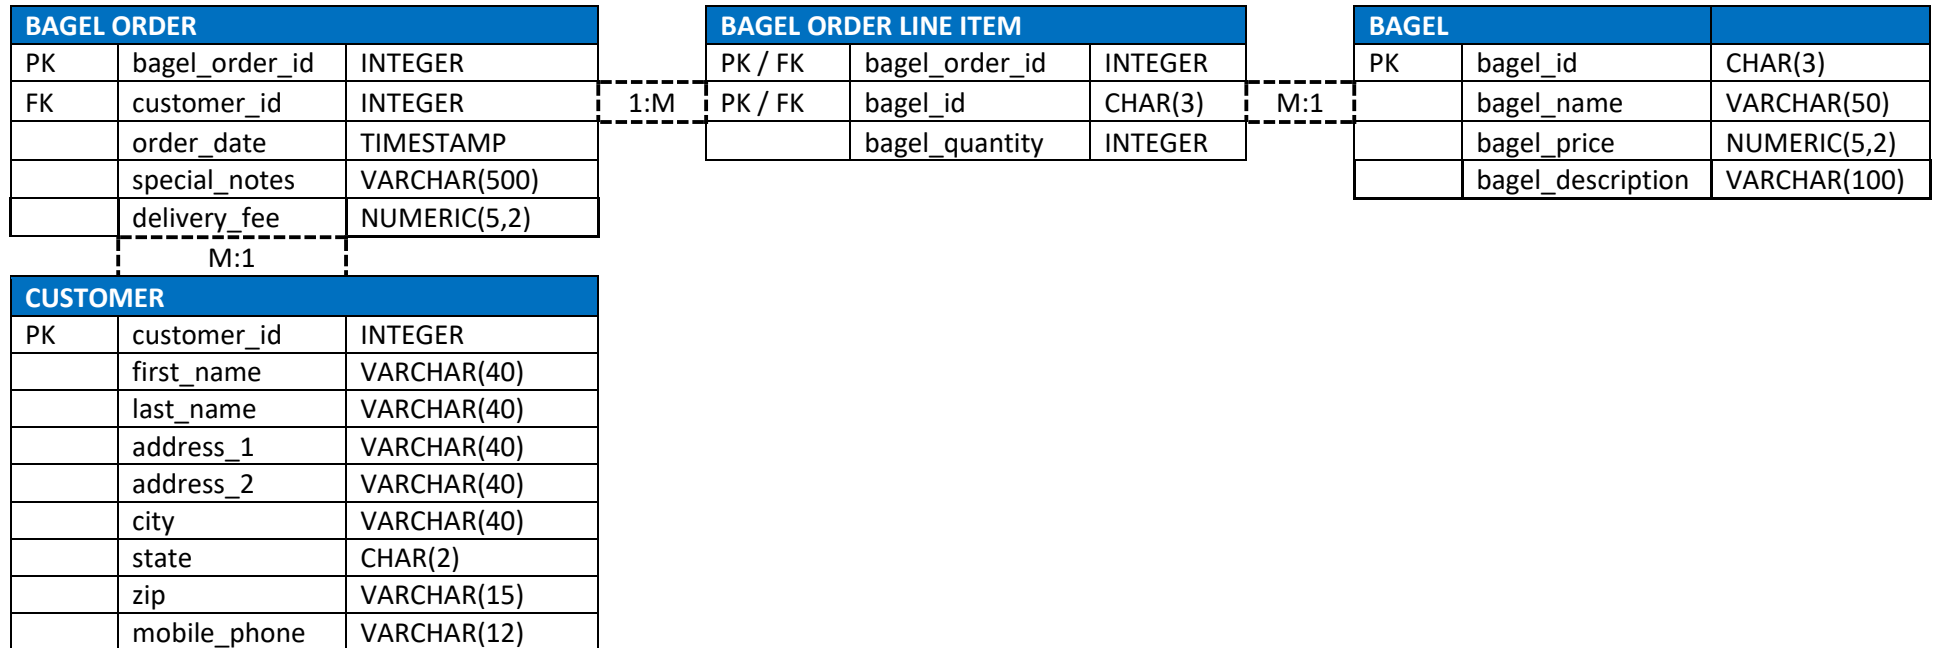 BAGEL ORDER
PK bagel_order_id INTEGER
FK customer_id INTEGER
order_date TIMESTAMP
special_notes VARCHAR(500)
delivery_fee NUMERIC(5,2)
1:M
BAGEL ORDER LINE ITEM
PK / FK bagel_order_id INTEGER
PK / FK bagel_id CHAR(3)
bagel_quantity INTEGER
M:1
BAGEL
PK bagel_id CHAR(3)
bagel_name VARCHAR(50)
bagel_price NUMERIC(5,2)
bagel_description VARCHAR(100)
M:1
CUSTOMER
PK customer_id INTEGER
first_name VARCHAR(40)
last_name VARCHAR(40)
address_1 VARCHAR(40)
address_2 VARCHAR(40)
city VARCHAR(40)
state CHAR(2)
zip VARCHAR(15)
mobile_phone VARCHAR(12)